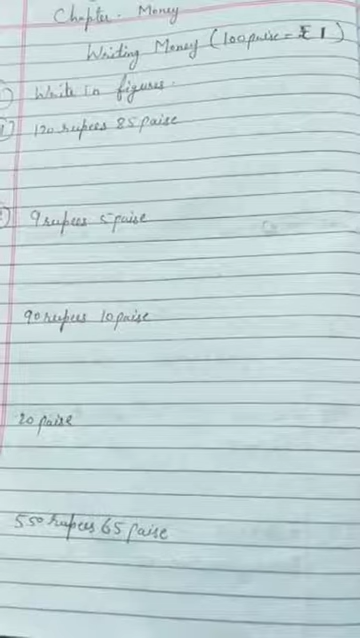 Chapter. Money
Writing Money (100 paise = ₹ 1)
Write in figures.
120 rupees 85 paise
9 rupees 5 paise
90 rupees 10 paise
20 paise
550 rupees 65 paise